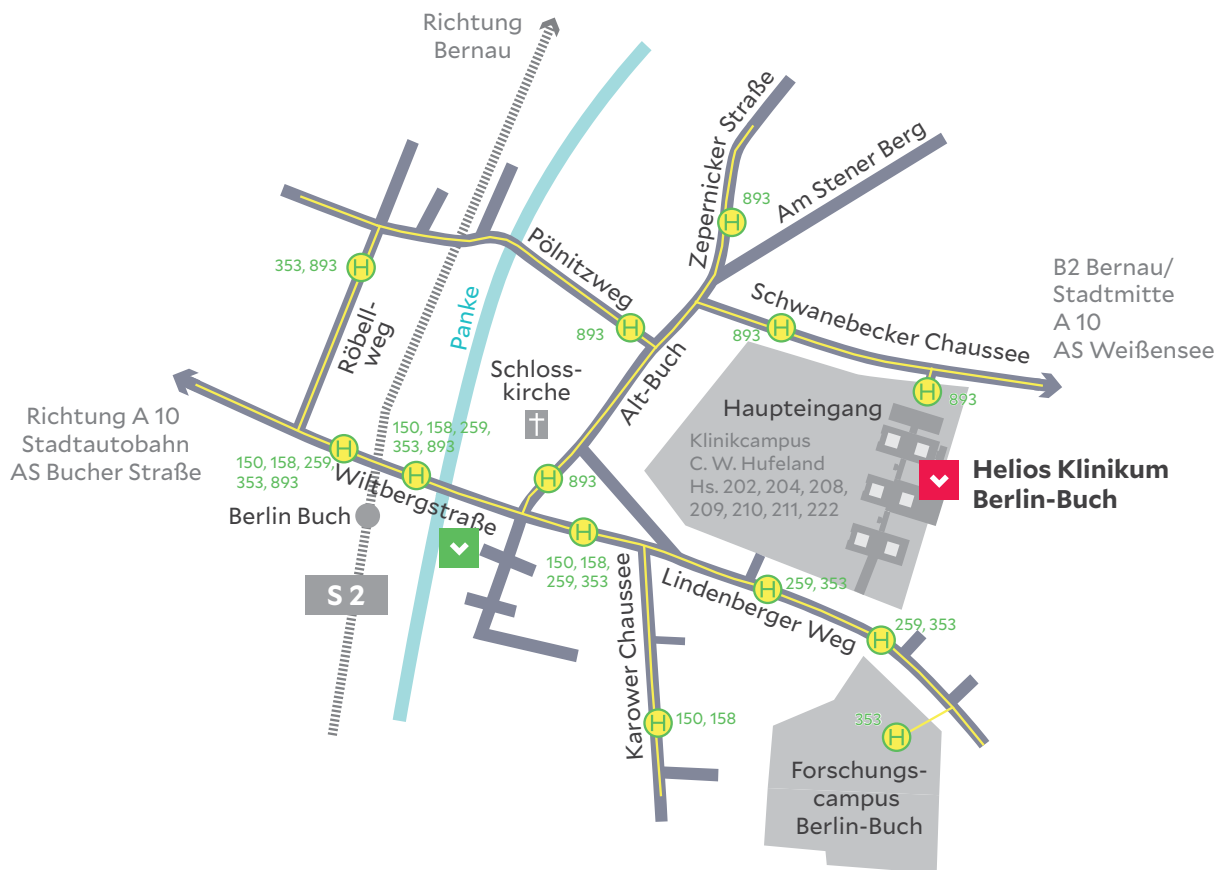 Richtung
Bernau
Zepernicker Straße
Am Stener Berg
893
H
Pölnitzweg
353, 893
H
B2 Bernau/
Stadtmitte
A 10
AS Weißensee
Röbell-
weg
Panke
893
H
Schwanebecker Chaussee
893
H
Schloss-
kirche
Alt-Buch
H
893
Haupteingang
Richtung A 10
Stadtautobahn
AS Bucher Straße
150, 158, 259,
353, 893
H
150, 158, 259,
353, 893
H
Wiltbergstraße
H
893
Klinikcampus
C. W. Hufeland
Hs. 202, 204, 208,
209, 210, 211, 222
Helios Klinikum
Berlin-Buch
Berlin Buch
H
150, 158,
259, 353
S 2
Karower Chaussee
Lindenberger Weg
H
259, 353
H
259, 353
H
150, 158
353
H
Forschungs-
campus
Berlin-Buch